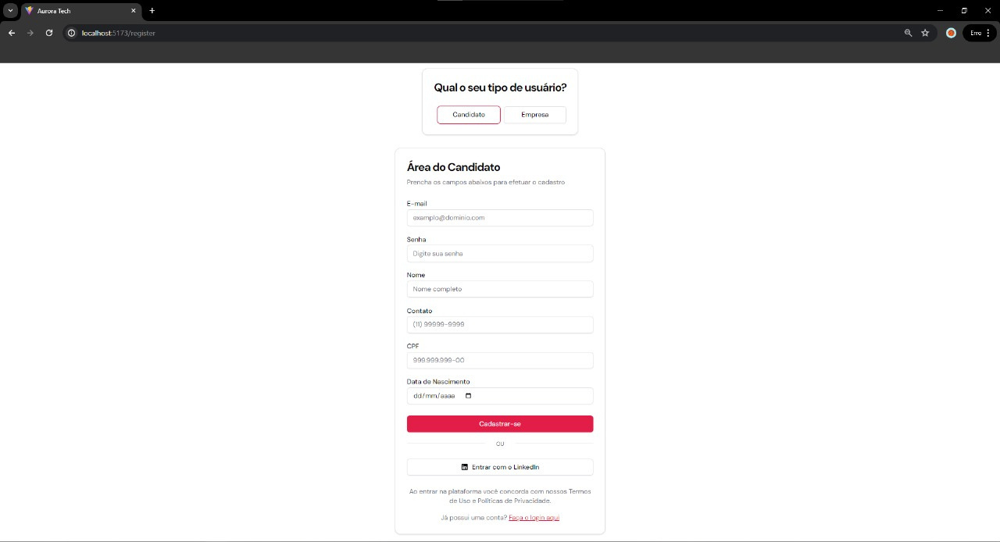 Aurora Tech
localhost:5173/register
Erro
Qual o seu tipo de usuário?
Candidato
Empresa
Área do Candidato
Prencha os campos abaixos para efetuar o cadastro
E-mail
examplo@dominio.com
Senha
Digite sua senha
Nome
Nome completo
Contato
(11) 99999-9999
CPF
999.999.999-00
Data de Nascimento
dd/mm/aaaa
Cadastrar-se
OU
Entrar com o LinkedIn
Ao entrar na plataforma você concorda com nossos Termos
de Uso e Políticas de Privacidade.
Já possui uma conta? Faça o login aqui